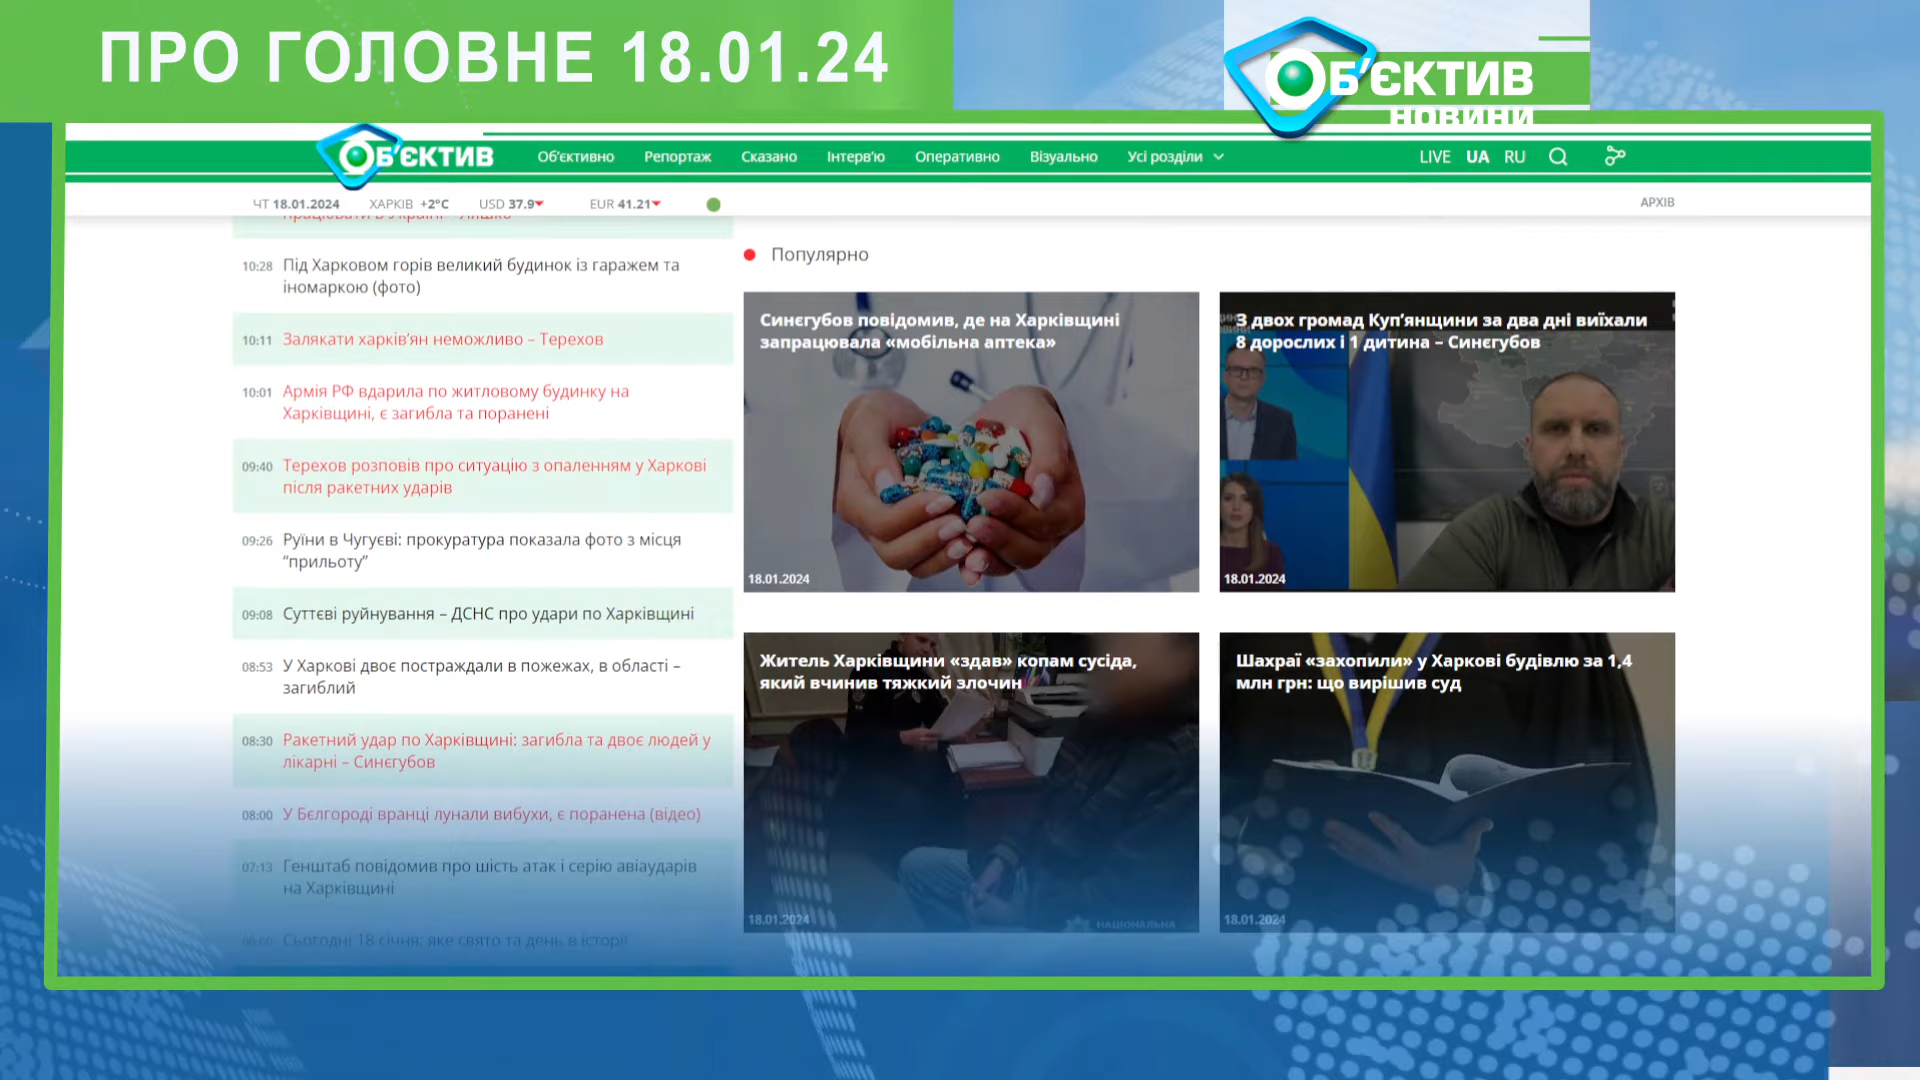 ПРО ГОЛОВНЕ 18.01.24
ОБ'ЄКТИВ
НОВИНИ
ОБ'ЄКТИВ
Об'єктивно Репортаж Сказано Інтерв'ю Оперативно Візуально Усі розділи
LIVE UA RU
ЧТ 18.01.2024 ХАРКІВ +2°C USD 37.9 EUR 41.21
АРХІВ
працювати в Україні – Ляшко
10:28 Під Харковом горів великий будинок із гаражем та
іномаркою (фото)
10:11 Залякати харків'ян неможливо – Терехов
10:01 Армія РФ вдарила по житловому будинку на
Харківщині, є загибла та поранені
09:40 Терехов розповів про ситуацію з опаленням у Харкові
після ракетних ударів
09:26 Руїни в Чугуєві: прокуратура показала фото з місця
“прильоту”
09:08 Суттєві руйнування – ДСНС про удари по Харківщині
08:53 У Харкові двоє постраждали в пожежах, в області –
загиблий
08:30 Ракетний удар по Харківщині: загибла та двоє людей у
лікарні – Синєгубов
08:00 У Бєлгороді вранці лунали вибухи, є поранена (відео)
07:13 Генштаб повідомив про шість атак і серію авіаударів
на Харківщині
06:00 Сьогодні 18 січня: яке свято та день в історії
Популярно
Синєгубов повідомив, де на Харківщині
запрацювала «мобільна аптека»
18.01.2024
З двох громад Куп'янщини за два дні виїхали
8 дорослих і 1 дитина – Синєгубов
18.01.2024
Житель Харківщини «здав» копам сусіда,
який вчинив тяжкий злочин
18.01.2024
НАЦІОНАЛЬНА
Шахраї «захопили» у Харкові будівлю за 1,4
млн грн: що вирішив суд
18.01.2024